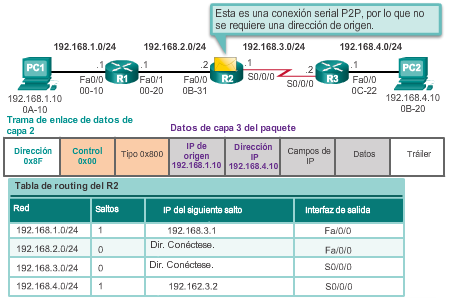 Esta es una conexión serial P2P, por lo que no
se requiere una dirección de origen.
192.168.1.0/24 192.168.2.0/24 192.168.3.0/24 192.168.4.0/24
PC1 .1 R1 .1 .2 R2 .1 .2 R3 .1 PC2
Fa0/0 Fa0/1 Fa0/0 S0/0/0 S0/0/0 Fa0/0
00-10 00-20 0B-31 0C-22
192.168.1.10 192.168.4.10
0A-10 0B-20
Trama de enlace de datos de
capa 2
Datos de capa 3 del paquete
Dirección 0x8F
Control 0x00
Tipo 0x800
IP de origen 192.168.1.10
Dirección IP 192.168.4.10
Campos de IP
Datos
Tráiler
Tabla de routing del R2
Red Saltos IP del siguiente salto Interfaz de salida
192.168.1.0/24 1 192.168.3.1 Fa/0/0
192.168.2.0/24 0 Dir. Conéctese. Fa/0/0
192.168.3.0/24 0 Dir. Conéctese. S0/0/0
192.168.4.0/24 1 192.162.3.2 S0/0/0